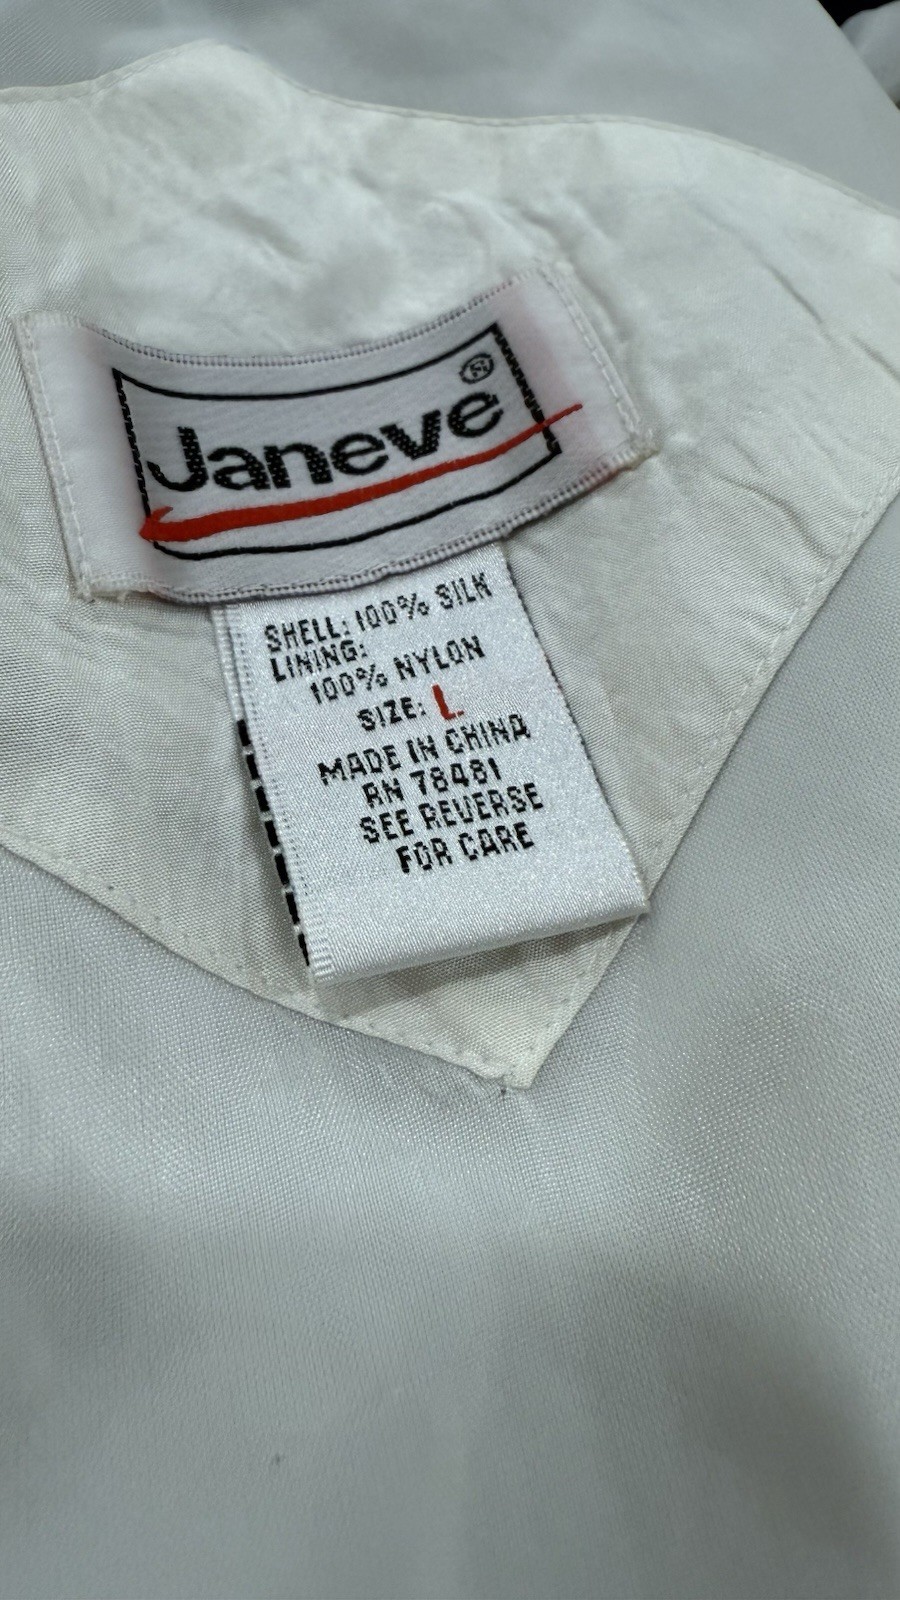 Janeve®
SHELL: 100% SILK
LINING:
100% NYLON
SIZE: L
MADE IN CHINA
RN 78481
SEE REVERSE
FOR CARE